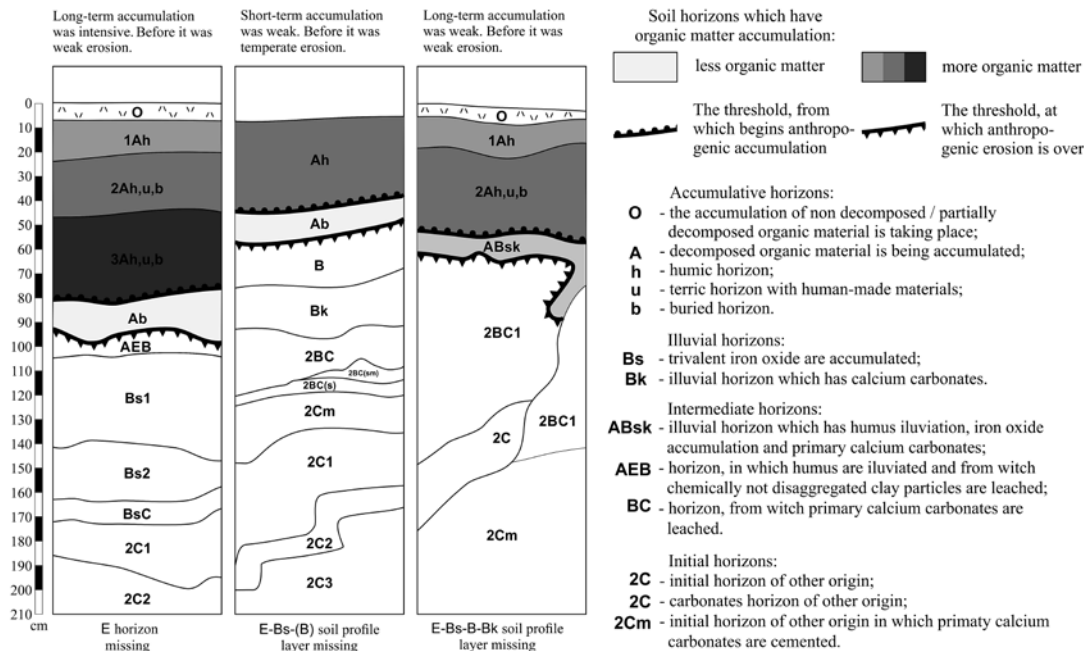 Long-term accumulation
was intensive. Before it was
weak erosion.
Short-term accumulation
was weak. Before it was
temperate erosion.
Long-term accumulation
was weak. Before it was
weak erosion.
0
10
20
30
40
50
60
70
80
90
100
110
120
130
140
150
160
170
180
190
200
210
cm
O
1Ah
2Ah,u,b
3Ah,u,b
Ab
AEB
Bs1
Bs2
BsC
2C1
2C2
E horizon
missing
Ah
Ab
B
Bk
2BC
2BC(sm)
2BC(s)
2Cm
2C1
2C2
2C3
E-Bs-(B) soil profile
layer missing
O
1Ah
2Ah,u,b
ABsk
2BC1
2BC1
2C
2Cm
E-Bs-B-Bk soil profile
layer missing
Soil horizons which have
organic matter accumulation:
less organic matter
more organic matter
The threshold, from
which begins anthropo-
genic accumulation
The threshold, at
which anthropo-
genic erosion is over
Accumulative horizons:
O - the accumulation of non decomposed / partially
decomposed organic material is taking place;
A - decomposed organic material is being accumulated;
h - humic horizon;
u - terric horizon with human-made materials;
b - buried horizon.
Illuvial horizons:
Bs - trivalent iron oxide are accumulated;
Bk - illuvial horizon which has calcium carbonates.
Intermediate horizons:
ABsk - illuvial horizon which has humus iluviation, iron oxide
accumulation and primary calcium carbonates;
AEB - horizon, in which humus are iluviated and from witch
chemically not disaggregated clay particles are leached;
BC - horizon, from witch primary calcium carbonates are
leached.
Initial horizons:
2C - initial horizon of other origin;
2C - carbonates horizon of other origin;
2Cm - initial horizon of other origin in which primaty calcium
carbonates are cemented.